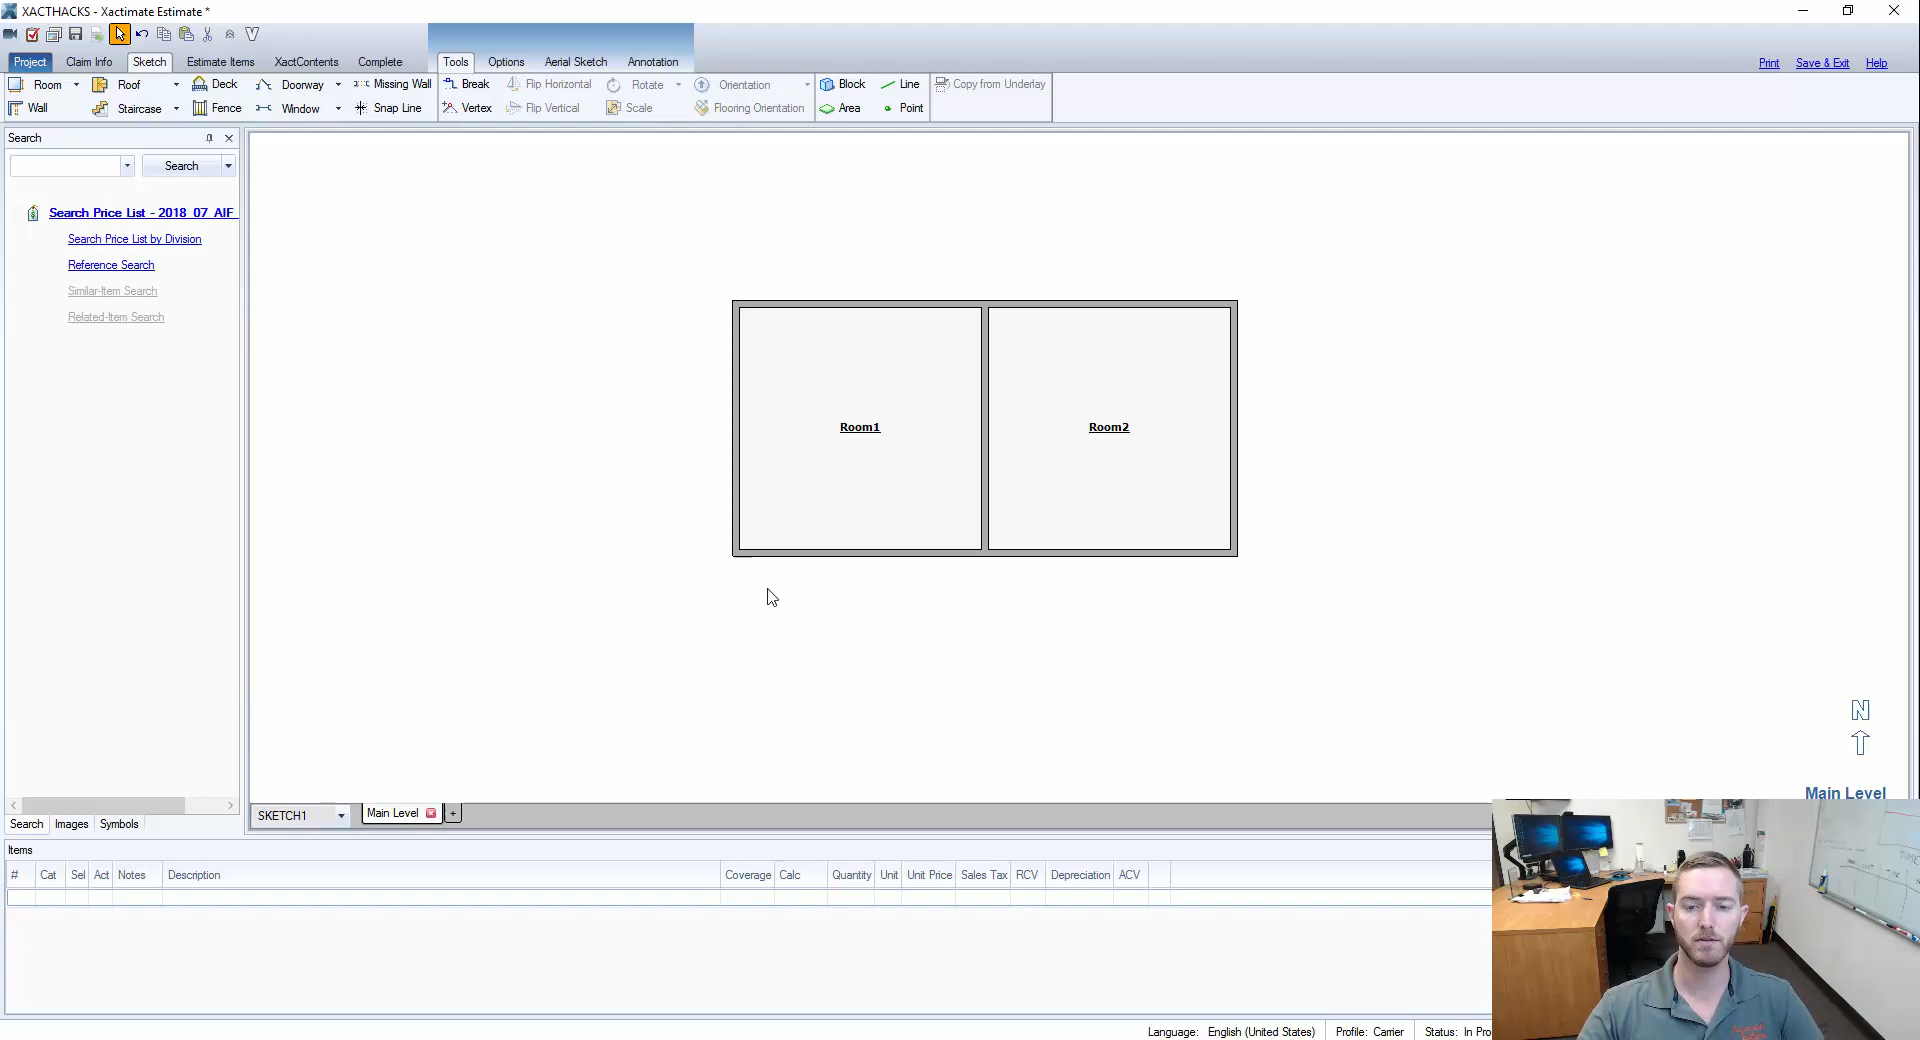 XACTHACKS - Xactimate Estimate *
Project Claim Info Sketch Estimate Items XactContents Complete Tools Options Aerial Sketch Annotation Print Save & Exit Help
Room Roof Deck Doorway Missing Wall Break Flip Horizontal Rotate Orientation Block Line Copy from Underlay
Wall Staircase Fence Window Snap Line Vertex Flip Vertical Scale Flooring Orientation Area Point
Search
Search
Search Price List - 2018_07_AIF
Search Price List by Division
Reference Search
Similar-Item Search
Related-Item Search
Room1 Room2
N
Main Level
SKETCH1 Main Level +
Search Images Symbols
Items
# Cat Sel Act Notes Description Coverage Calc Quantity Unit Unit Price Sales Tax RCV Depreciation ACV
Language: English (United States) Profile: Carrier Status: In Pro